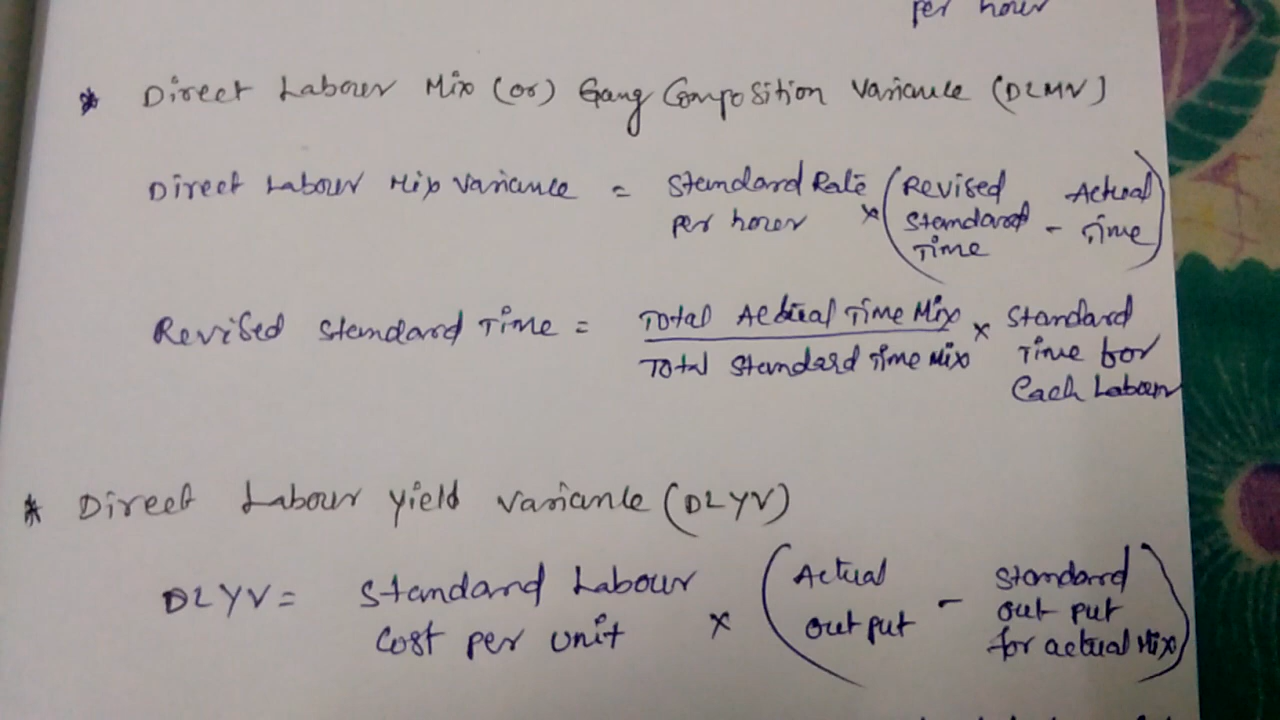 per hour
* Direct Labour Mix (or) Gang Composition Variance (DLMV)
Direct Labour Mix Variance = Standard Rate per hour × (Revised Standard Time - Actual Time)
Revised Standard Time = Total Actual Time Mix / Total Standard Time Mix × Standard Time for Each Labour
* Direct Labour Yield Variance (DLYV)
DLYV = Standard Labour Cost per unit × (Actual output - Standard out put for actual Mix)